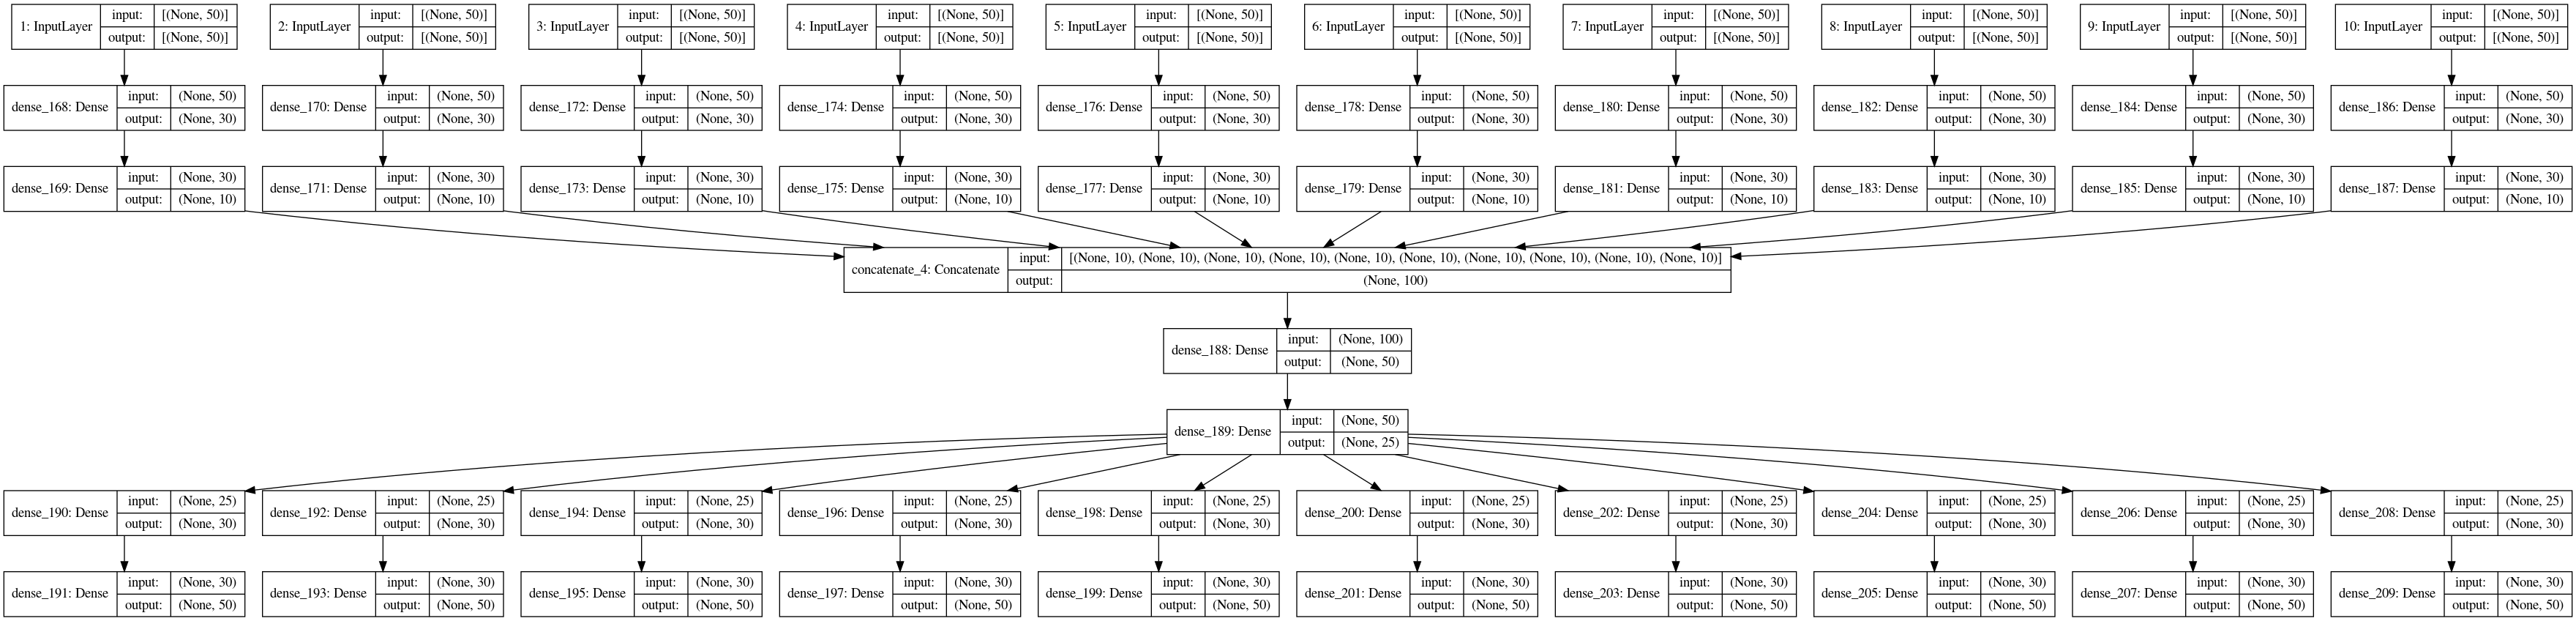 1: InputLayer input: [(None, 50)] output: [(None, 50)]
2: InputLayer input: [(None, 50)] output: [(None, 50)]
3: InputLayer input: [(None, 50)] output: [(None, 50)]
4: InputLayer input: [(None, 50)] output: [(None, 50)]
5: InputLayer input: [(None, 50)] output: [(None, 50)]
6: InputLayer input: [(None, 50)] output: [(None, 50)]
7: InputLayer input: [(None, 50)] output: [(None, 50)]
8: InputLayer input: [(None, 50)] output: [(None, 50)]
9: InputLayer input: [(None, 50)] output: [(None, 50)]
10: InputLayer input: [(None, 50)] output: [(None, 50)]
dense_168: Dense input: (None, 50) output: (None, 30)
dense_170: Dense input: (None, 50) output: (None, 30)
dense_172: Dense input: (None, 50) output: (None, 30)
dense_174: Dense input: (None, 50) output: (None, 30)
dense_176: Dense input: (None, 50) output: (None, 30)
dense_178: Dense input: (None, 50) output: (None, 30)
dense_180: Dense input: (None, 50) output: (None, 30)
dense_182: Dense input: (None, 50) output: (None, 30)
dense_184: Dense input: (None, 50) output: (None, 30)
dense_186: Dense input: (None, 50) output: (None, 30)
dense_169: Dense input: (None, 30) output: (None, 10)
dense_171: Dense input: (None, 30) output: (None, 10)
dense_173: Dense input: (None, 30) output: (None, 10)
dense_175: Dense input: (None, 30) output: (None, 10)
dense_177: Dense input: (None, 30) output: (None, 10)
dense_179: Dense input: (None, 30) output: (None, 10)
dense_181: Dense input: (None, 30) output: (None, 10)
dense_183: Dense input: (None, 30) output: (None, 10)
dense_185: Dense input: (None, 30) output: (None, 10)
dense_187: Dense input: (None, 30) output: (None, 10)
concatenate_4: Concatenate input: [(None, 10), (None, 10), (None, 10), (None, 10), (None, 10), (None, 10), (None, 10), (None, 10), (None, 10), (None, 10)] output: (None, 100)
dense_188: Dense input: (None, 100) output: (None, 50)
dense_189: Dense input: (None, 50) output: (None, 25)
dense_190: Dense input: (None, 25) output: (None, 30)
dense_192: Dense input: (None, 25) output: (None, 30)
dense_194: Dense input: (None, 25) output: (None, 30)
dense_196: Dense input: (None, 25) output: (None, 30)
dense_198: Dense input: (None, 25) output: (None, 30)
dense_200: Dense input: (None, 25) output: (None, 30)
dense_202: Dense input: (None, 25) output: (None, 30)
dense_204: Dense input: (None, 25) output: (None, 30)
dense_206: Dense input: (None, 25) output: (None, 30)
dense_208: Dense input: (None, 25) output: (None, 30)
dense_191: Dense input: (None, 30) output: (None, 50)
dense_193: Dense input: (None, 30) output: (None, 50)
dense_195: Dense input: (None, 30) output: (None, 50)
dense_197: Dense input: (None, 30) output: (None, 50)
dense_199: Dense input: (None, 30) output: (None, 50)
dense_201: Dense input: (None, 30) output: (None, 50)
dense_203: Dense input: (None, 30) output: (None, 50)
dense_205: Dense input: (None, 30) output: (None, 50)
dense_207: Dense input: (None, 30) output: (None, 50)
dense_209: Dense input: (None, 30) output: (None, 50)